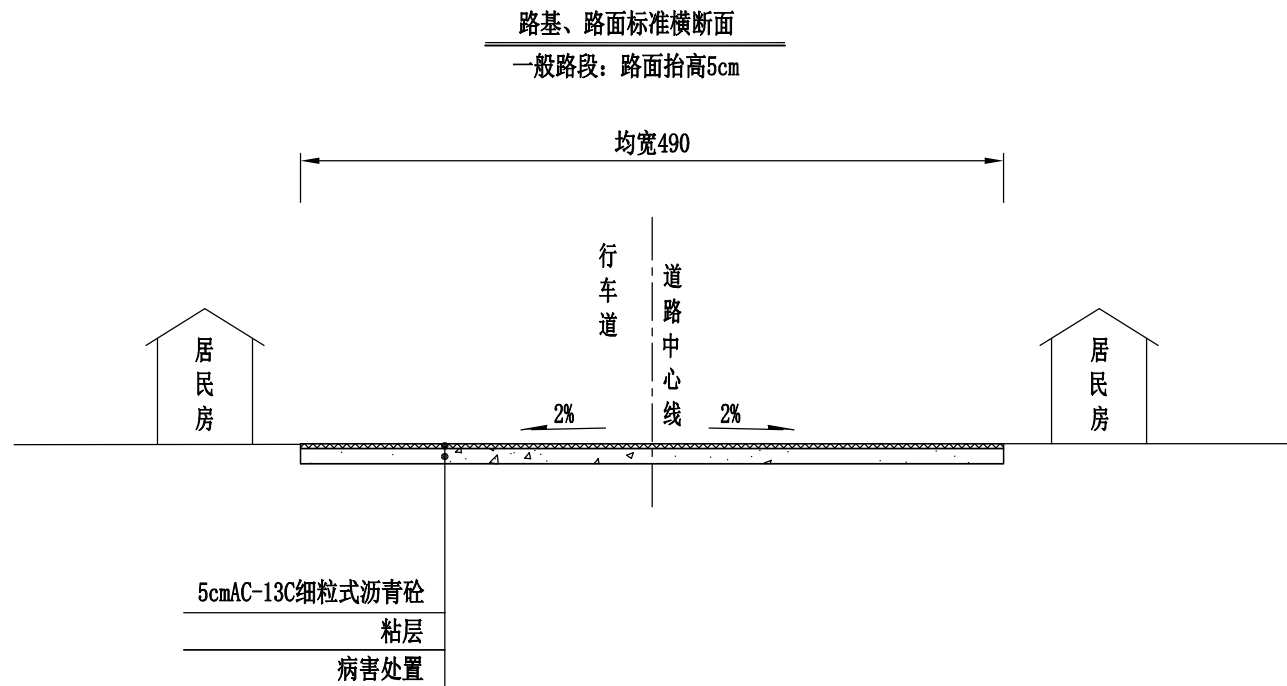 路基、路面标准横断面
一般路段：路面抬高5cm
均宽490
行车道
道路中心线
居民房
居民房
2%
2%
5cmAC-13C细粒式沥青砼
粘层
病害处置